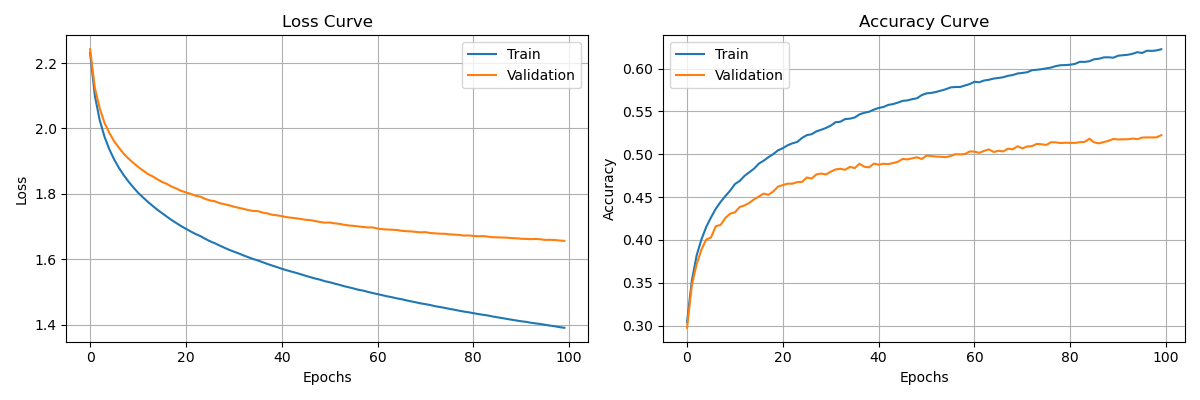 Loss Curve
Train
Validation
2.2
2.0
1.8
1.6
1.4
Loss
0 20 40 60 80 100
Epochs
Accuracy Curve
Train
Validation
0.60
0.55
0.50
0.45
0.40
0.35
0.30
Accuracy
0 20 40 60 80 100
Epochs